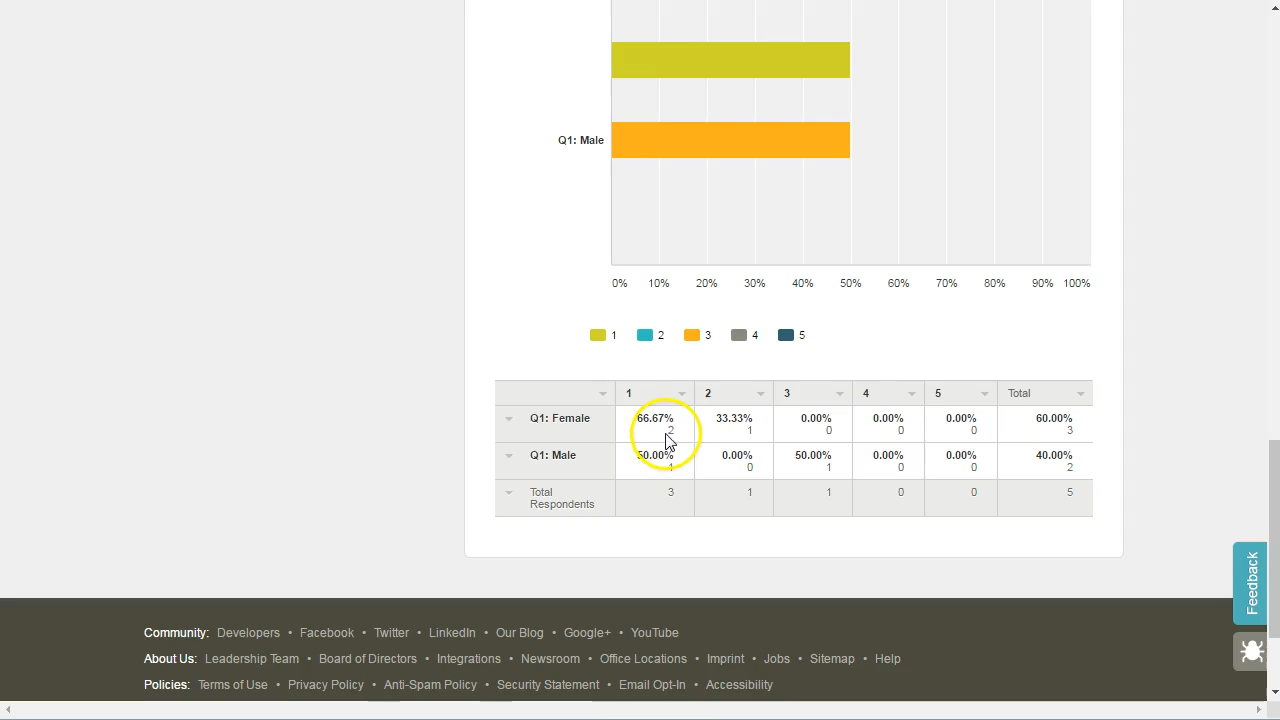 Q1: Male
0% 10% 20% 30% 40% 50% 60% 70% 80% 90% 100%
1 2 3 4 5
1 2 3 4 5 Total
Q1: Female 66.67% 33.33% 0.00% 0.00% 0.00% 60.00%
2 1 0 0 0 3
Q1: Male 50.00% 0.00% 50.00% 0.00% 0.00% 40.00%
1 0 1 0 0 2
Total 3 1 1 0 0 5
Respondents
Feedback
Community: Developers • Facebook • Twitter • LinkedIn • Our Blog • Google+ • YouTube
About Us: Leadership Team • Board of Directors • Integrations • Newsroom • Office Locations • Imprint • Jobs • Sitemap • Help
Policies: Terms of Use • Privacy Policy • Anti-Spam Policy • Security Statement • Email Opt-In • Accessibility